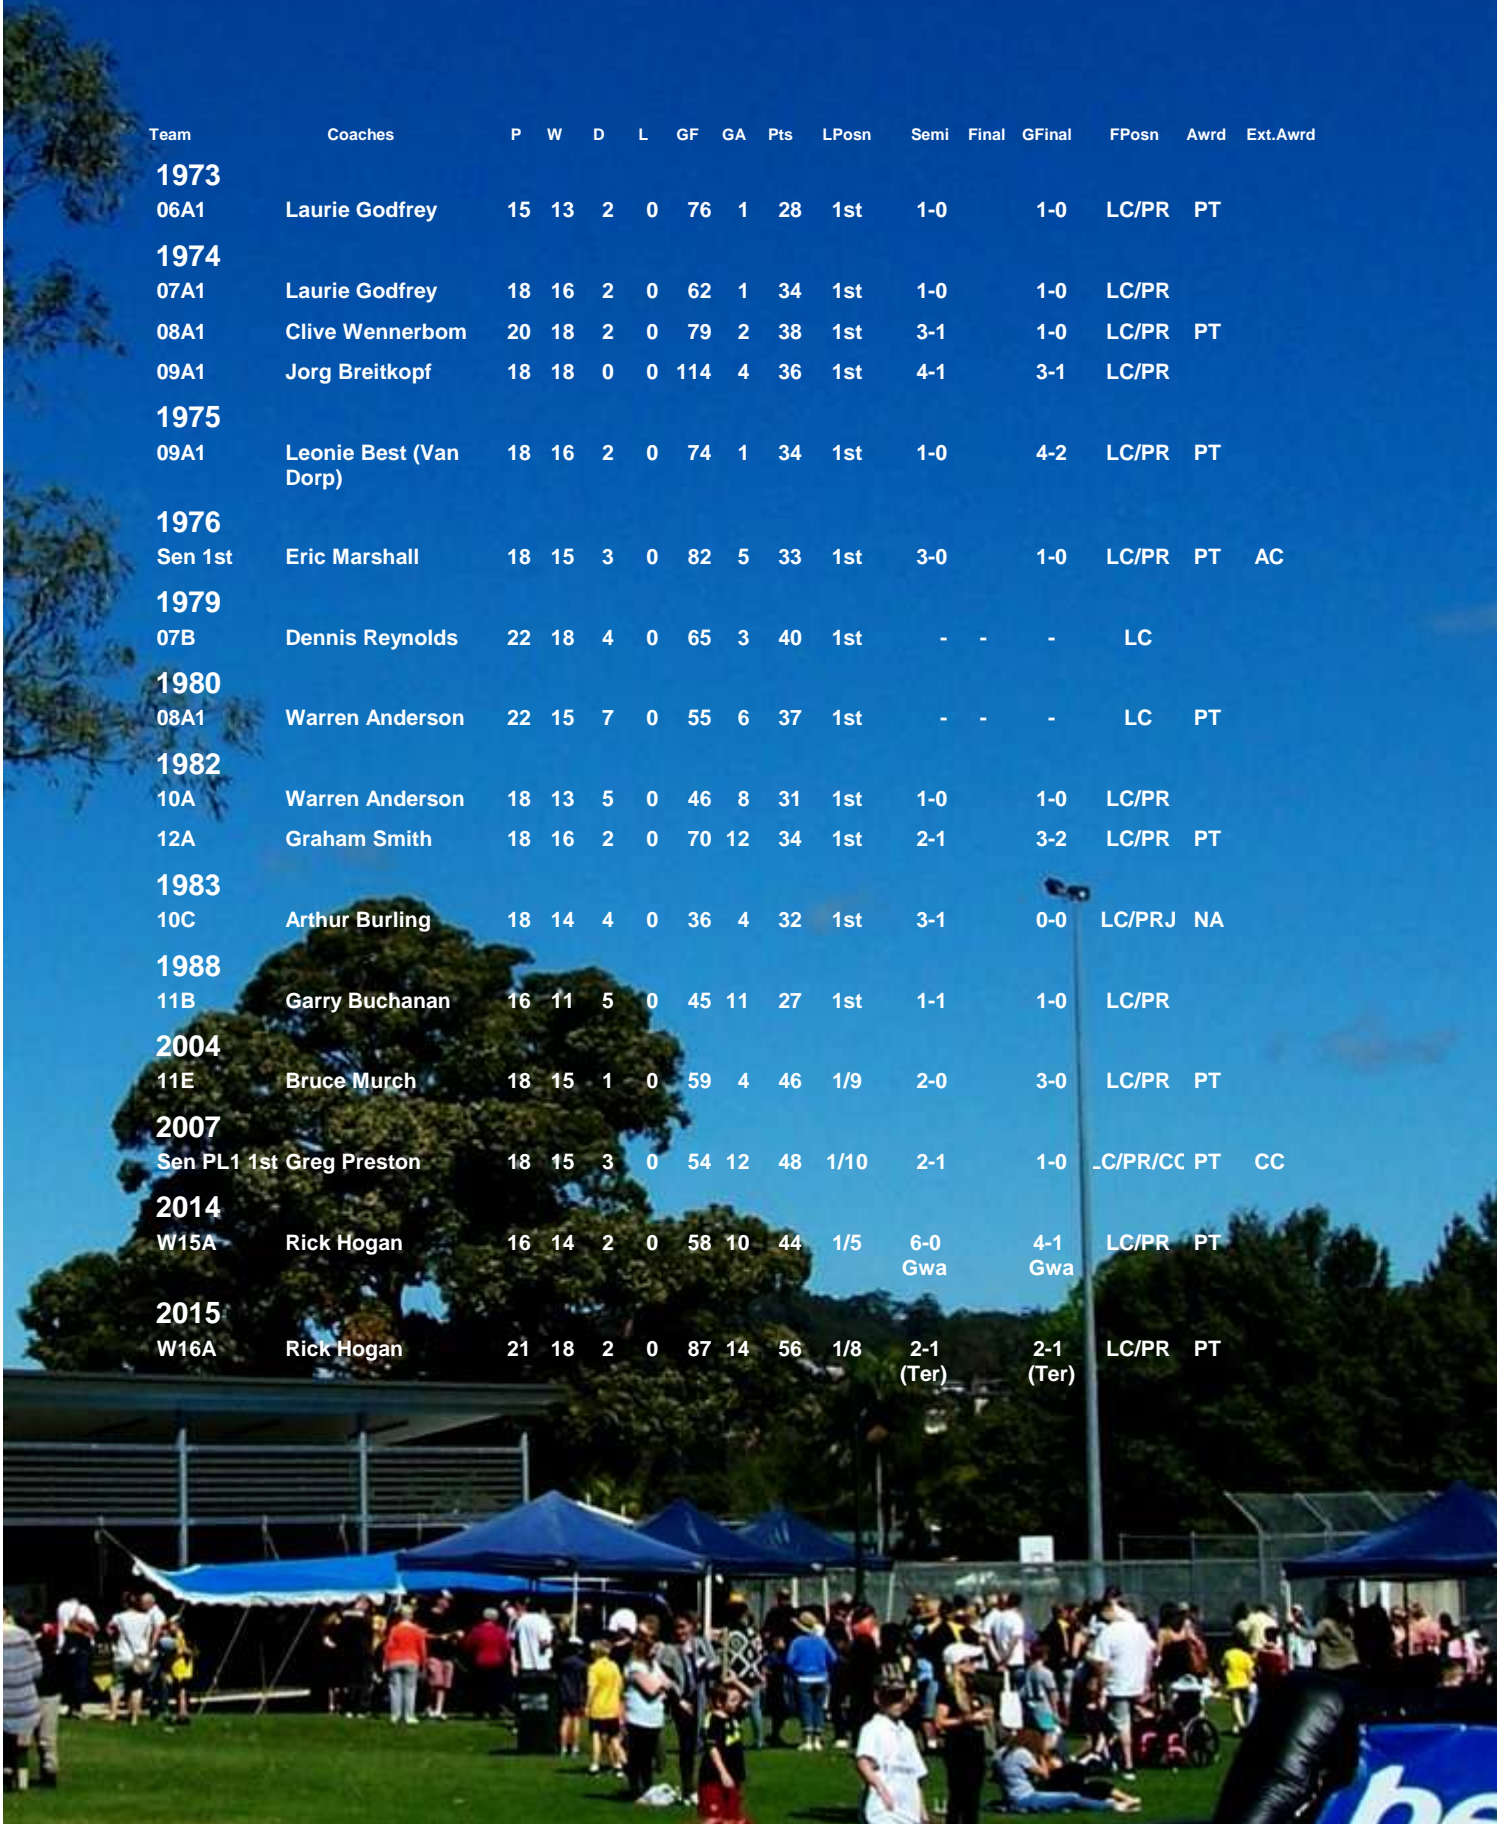 Team Coaches P W D L GF GA Pts LPosn Semi Final GFinal FPosn Awrd Ext.Awrd
1973
06A1 Laurie Godfrey 15 13 2 0 76 1 28 1st 1-0 1-0 LC/PR PT
1974
07A1 Laurie Godfrey 18 16 2 0 62 1 34 1st 1-0 1-0 LC/PR
08A1 Clive Wennerbom 20 18 2 0 79 2 38 1st 3-1 1-0 LC/PR PT
09A1 Jorg Breitkopf 18 18 0 0 114 4 36 1st 4-1 3-1 LC/PR
1975
09A1 Leonie Best (Van 18 16 2 0 74 1 34 1st 1-0 4-2 LC/PR PT
Dorp)
1976
Sen 1st Eric Marshall 18 15 3 0 82 5 33 1st 3-0 1-0 LC/PR PT AC
1979
07B Dennis Reynolds 22 18 4 0 65 3 40 1st - - - LC
1980
08A1 Warren Anderson 22 15 7 0 55 6 37 1st - - - LC PT
1982
10A Warren Anderson 18 13 5 0 46 8 31 1st 1-0 1-0 LC/PR
12A Graham Smith 18 16 2 0 70 12 34 1st 2-1 3-2 LC/PR PT
1983
10C Arthur Burling 18 14 4 0 36 4 32 1st 3-1 0-0 LC/PRJ NA
1988
11B Garry Buchanan 16 11 5 0 45 11 27 1st 1-1 1-0 LC/PR
2004
11E Bruce Murch 18 15 1 0 59 4 46 1/9 2-0 3-0 LC/PR PT
2007
Sen PL1 1st Greg Preston 18 15 3 0 54 12 48 1/10 2-1 1-0 LC/PR/CC PT CC
2014
W15A Rick Hogan 16 14 2 0 58 10 44 1/5 6-0 4-1 LC/PR PT
Gwa Gwa
2015
W16A Rick Hogan 21 18 2 0 87 14 56 1/8 2-1 2-1 LC/PR PT
(Ter) (Ter)